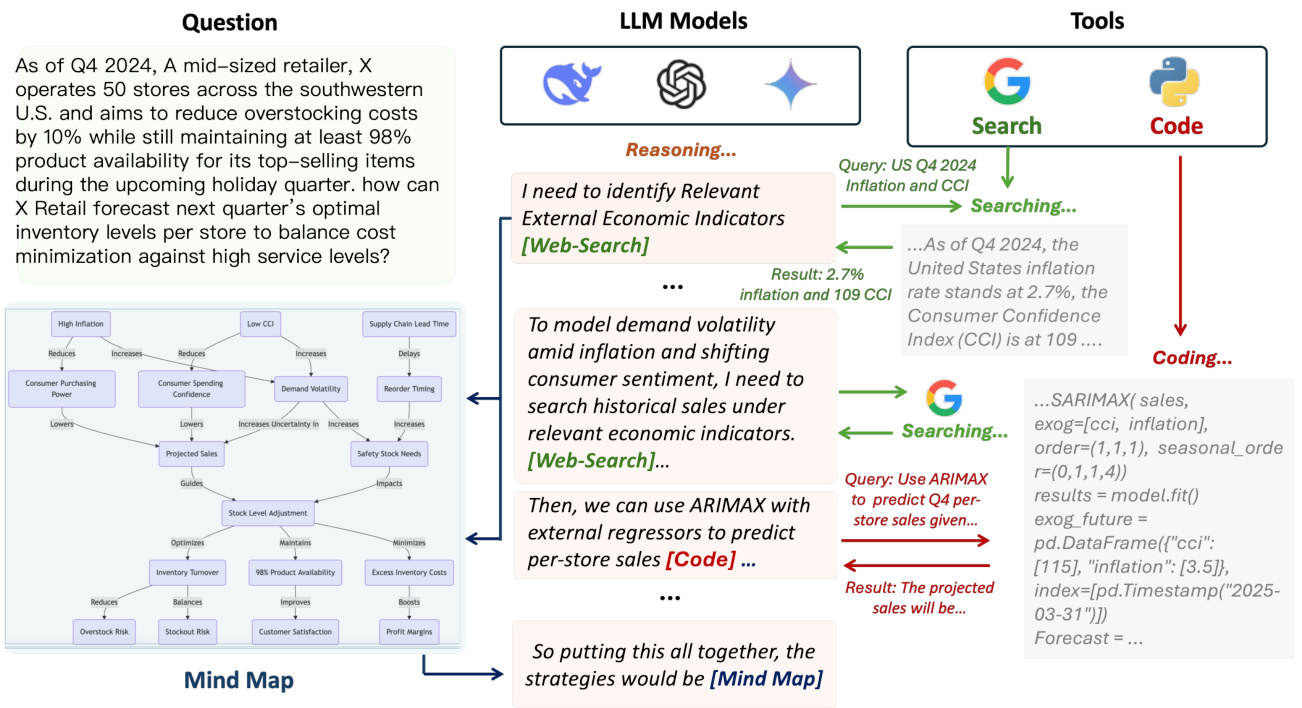 Question
As of Q4 2024, A mid-sized retailer, X
operates 50 stores across the southwestern
U.S. and aims to reduce overstocking costs
by 10% while still maintaining at least 98%
product availability for its top-selling items
during the upcoming holiday quarter. how can
X Retail forecast next quarter's optimal
inventory levels per store to balance cost
minimization against high service levels?
High Inflation
Low CCI
Supply Chain Lead Time
Reduces
Increases
Reduces
Increases
Delays
Consumer Purchasing
Power
Consumer Spending
Confidence
Demand Volatility
Reorder Timing
Lowers
Lowers
Increases Uncertainty in
Increases
Increases
Projected Sales
Safety Stock Needs
Guides
Impacts
Stock Level Adjustment
Optimizes
Maintains
Minimizes
Inventory Turnover
98% Product Availability
Excess Inventory Costs
Reduces
Balances
Improves
Boosts
Overstock Risk
Stockout Risk
Customer Satisfaction
Profit Margins
Mind Map
LLM Models
Reasoning...
I need to identify Relevant
External Economic Indicators
[Web-Search]
...
To model demand volatility
amid inflation and shifting
consumer sentiment, I need to
search historical sales under
relevant economic indicators.
[Web-Search]...
Then, we can use ARIMAX with
external regressors to predict
per-store sales [Code] ...
...
So putting this all together, the
strategies would be [Mind Map]
Tools
Search
Code
Query: US Q4 2024
Inflation and CCI
Searching...
Result: 2.7%
inflation and 109 CCI
...As of Q4 2024, the
United States inflation
rate stands at 2.7%, the
Consumer Confidence
Index (CCI) is at 109 ....
Coding...
Searching...
Query: Use ARIMAX
to predict Q4 per-
store sales given...
Result: The projected
sales will be...
...SARIMAX( sales,
exog=[cci, inflation],
order=(1,1,1), seasonal_orde
r=(0,1,1,4))
results = model.fit()
exog_future =
pd.DataFrame({"cci":
[115], "inflation": [3.5]},
index=[pd.Timestamp("2025-
03-31")])
Forecast = ...